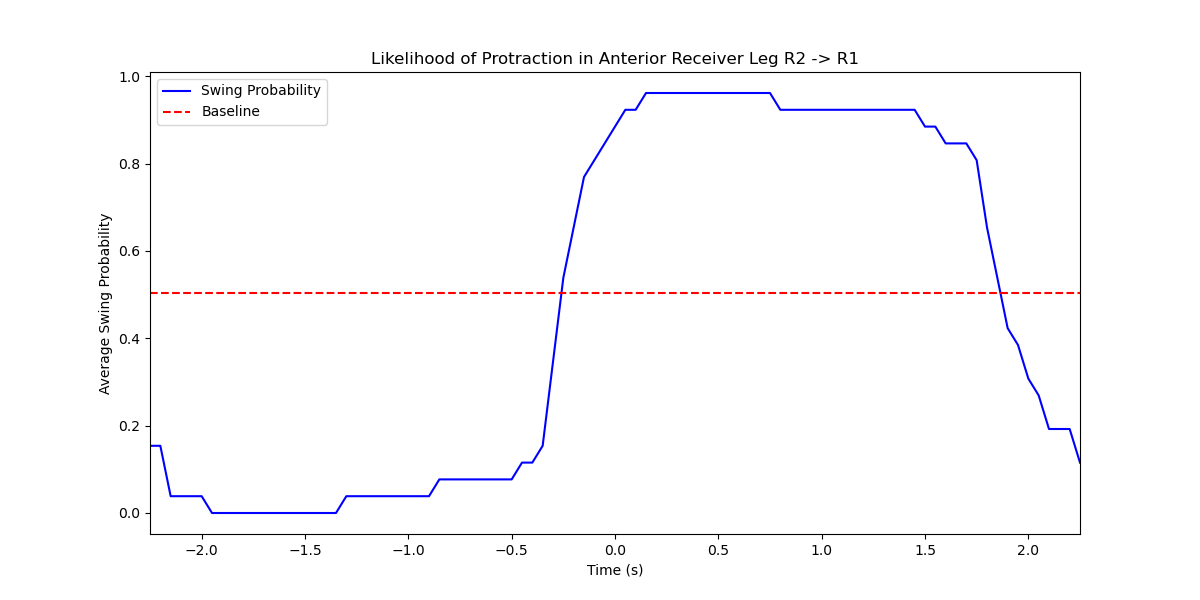 Likelihood of Protraction in Anterior Receiver Leg R2 -> R1
Swing Probability
Baseline
Average Swing Probability
1.0
0.8
0.6
0.4
0.2
0.0
−2.0 −1.5 −1.0 −0.5 0.0 0.5 1.0 1.5 2.0
Time (s)